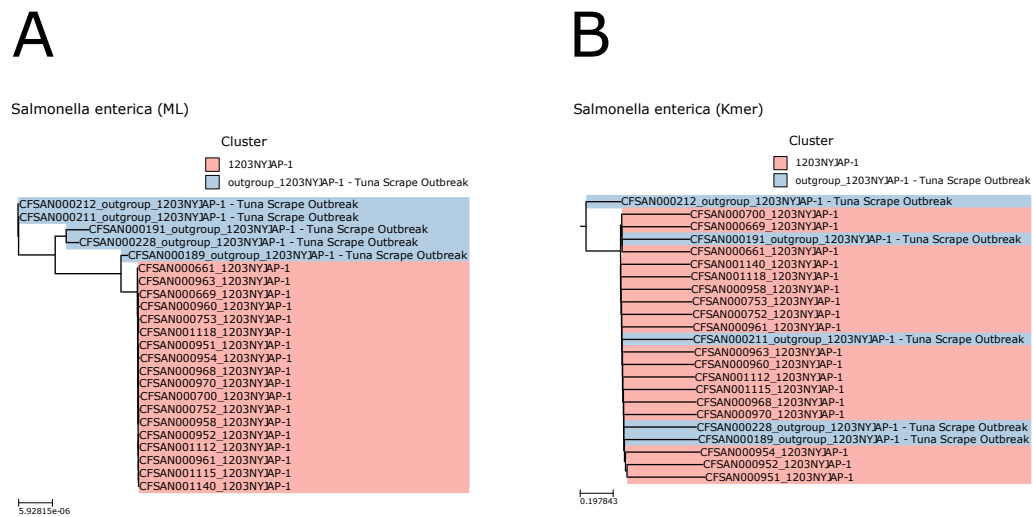 A
Salmonella enterica (ML)
Cluster
1203NYJAP-1
outgroup_1203NYJAP-1 - Tuna Scrape Outbreak
CFSAN000212_outgroup_1203NYJAP-1 - Tuna Scrape Outbreak
CFSAN000211_outgroup_1203NYJAP-1 - Tuna Scrape Outbreak
CFSAN000191_outgroup_1203NYJAP-1 - Tuna Scrape Outbreak
CFSAN000228_outgroup_1203NYJAP-1 - Tuna Scrape Outbreak
CFSAN000189_outgroup_1203NYJAP-1 - Tuna Scrape Outbreak
CFSAN000661_1203NYJAP-1
CFSAN000963_1203NYJAP-1
CFSAN000669_1203NYJAP-1
CFSAN000960_1203NYJAP-1
CFSAN000753_1203NYJAP-1
CFSAN001118_1203NYJAP-1
CFSAN000951_1203NYJAP-1
CFSAN000954_1203NYJAP-1
CFSAN000968_1203NYJAP-1
CFSAN000970_1203NYJAP-1
CFSAN000700_1203NYJAP-1
CFSAN000752_1203NYJAP-1
CFSAN000958_1203NYJAP-1
CFSAN000952_1203NYJAP-1
CFSAN001112_1203NYJAP-1
CFSAN000961_1203NYJAP-1
CFSAN001115_1203NYJAP-1
CFSAN001140_1203NYJAP-1
5.92815e-06
B
Salmonella enterica (Kmer)
Cluster
1203NYJAP-1
outgroup_1203NYJAP-1 - Tuna Scrape Outbreak
CFSAN000212_outgroup_1203NYJAP-1 - Tuna Scrape Outbreak
CFSAN000700_1203NYJAP-1
CFSAN000669_1203NYJAP-1
CFSAN000191_outgroup_1203NYJAP-1 - Tuna Scrape Outbreak
CFSAN000661_1203NYJAP-1
CFSAN001140_1203NYJAP-1
CFSAN001118_1203NYJAP-1
CFSAN000958_1203NYJAP-1
CFSAN000753_1203NYJAP-1
CFSAN000752_1203NYJAP-1
CFSAN000961_1203NYJAP-1
CFSAN000211_outgroup_1203NYJAP-1 - Tuna Scrape Outbreak
CFSAN000963_1203NYJAP-1
CFSAN000960_1203NYJAP-1
CFSAN001112_1203NYJAP-1
CFSAN001115_1203NYJAP-1
CFSAN000968_1203NYJAP-1
CFSAN000970_1203NYJAP-1
CFSAN000228_outgroup_1203NYJAP-1 - Tuna Scrape Outbreak
CFSAN000189_outgroup_1203NYJAP-1 - Tuna Scrape Outbreak
CFSAN000954_1203NYJAP-1
CFSAN000952_1203NYJAP-1
CFSAN000951_1203NYJAP-1
0.197843